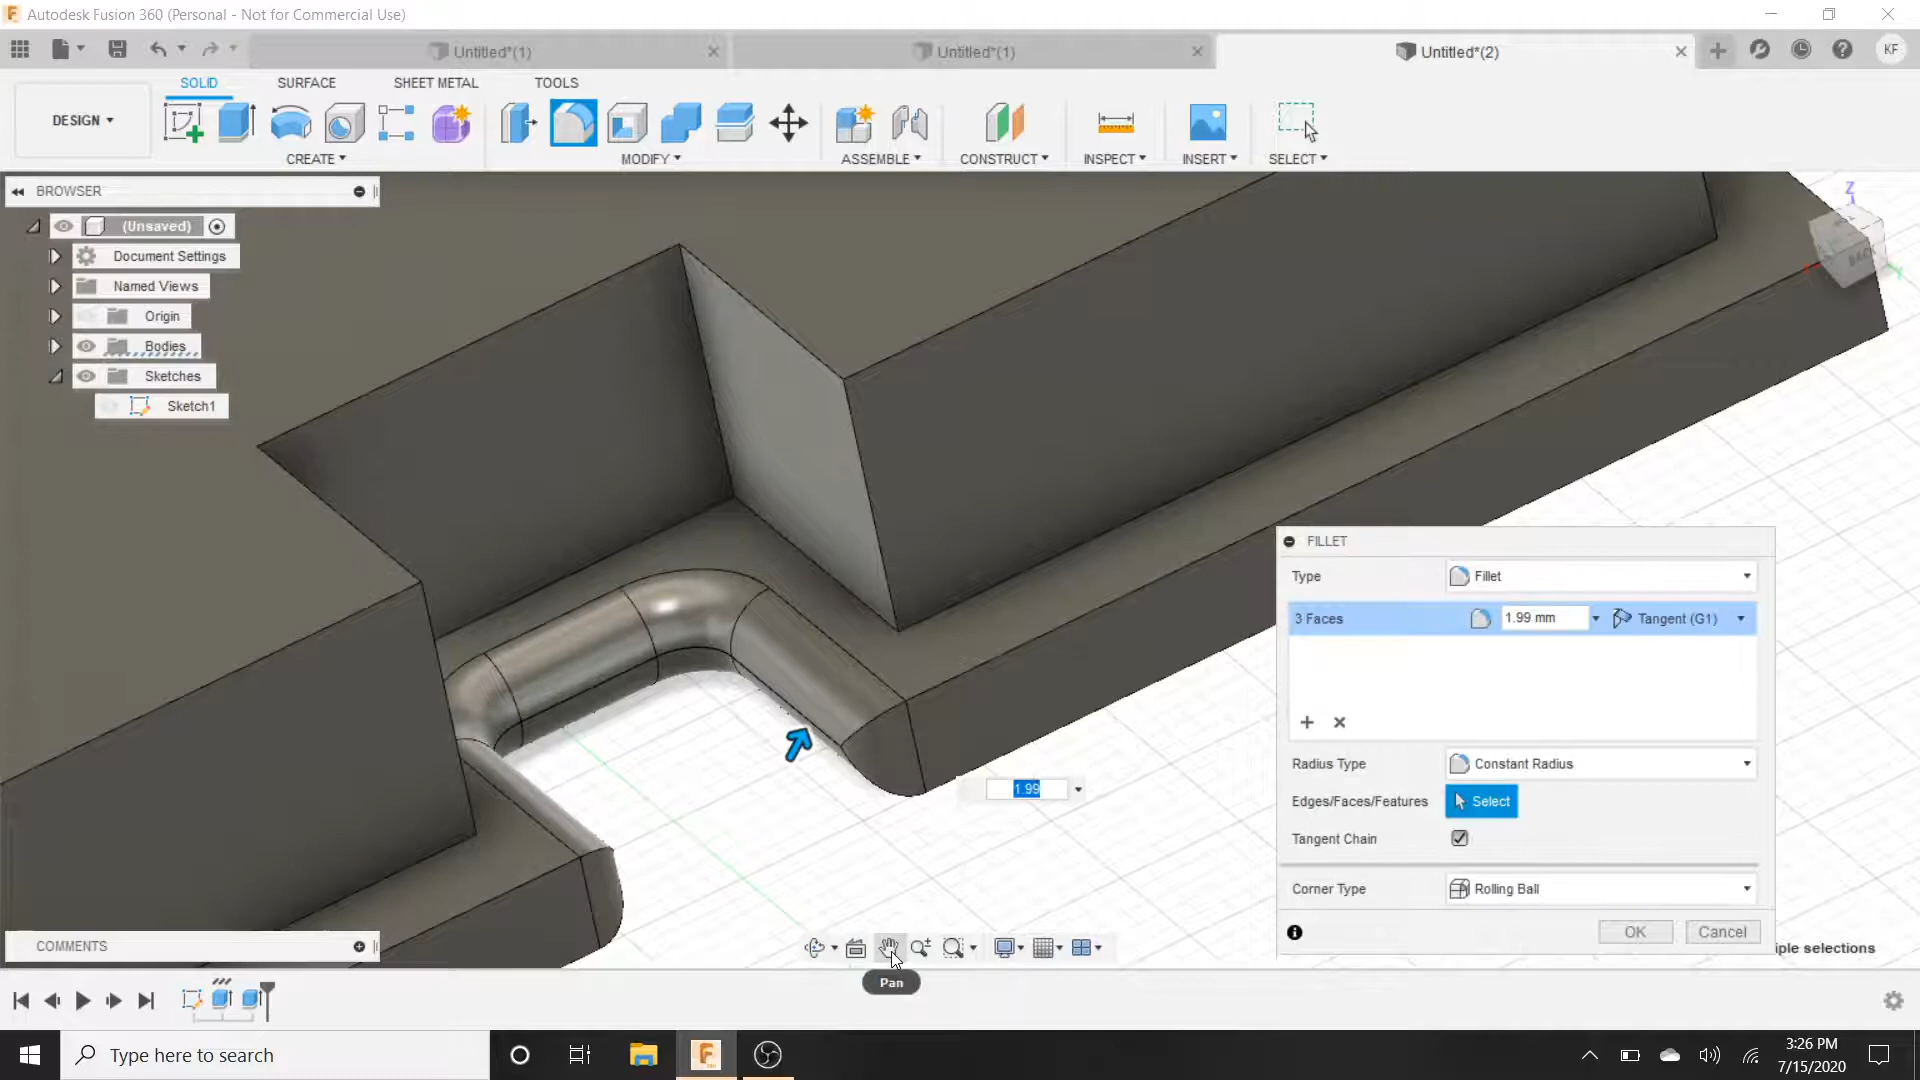 Autodesk Fusion 360 (Personal - Not for Commercial Use)
Untitled*(1)
Untitled*(1)
Untitled*(2)
KF
DESIGN
SOLID
SURFACE
SHEET METAL
TOOLS
CREATE
MODIFY
ASSEMBLE
CONSTRUCT
INSPECT
INSERT
SELECT
BROWSER
(Unsaved)
Document Settings
Named Views
Origin
Bodies
Sketches
Sketch1
Z
BACK
FILLET
Type
Fillet
3 Faces
1.99 mm
Tangent (G1)
Radius Type
Constant Radius
Edges/Faces/Features
Select
Tangent Chain
Corner Type
Rolling Ball
OK
Cancel
iple selections
1.99
COMMENTS
Pan
Type here to search
3:26 PM
7/15/2020